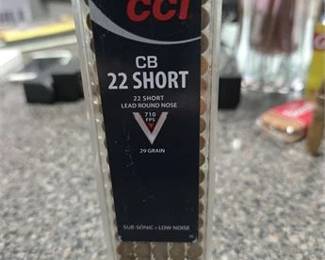 CCI
CB
22 SHORT
22 SHORT
LEAD ROUND NOSE
710
FPS
29 GRAIN
SUB-SONIC • LOW-NOISE